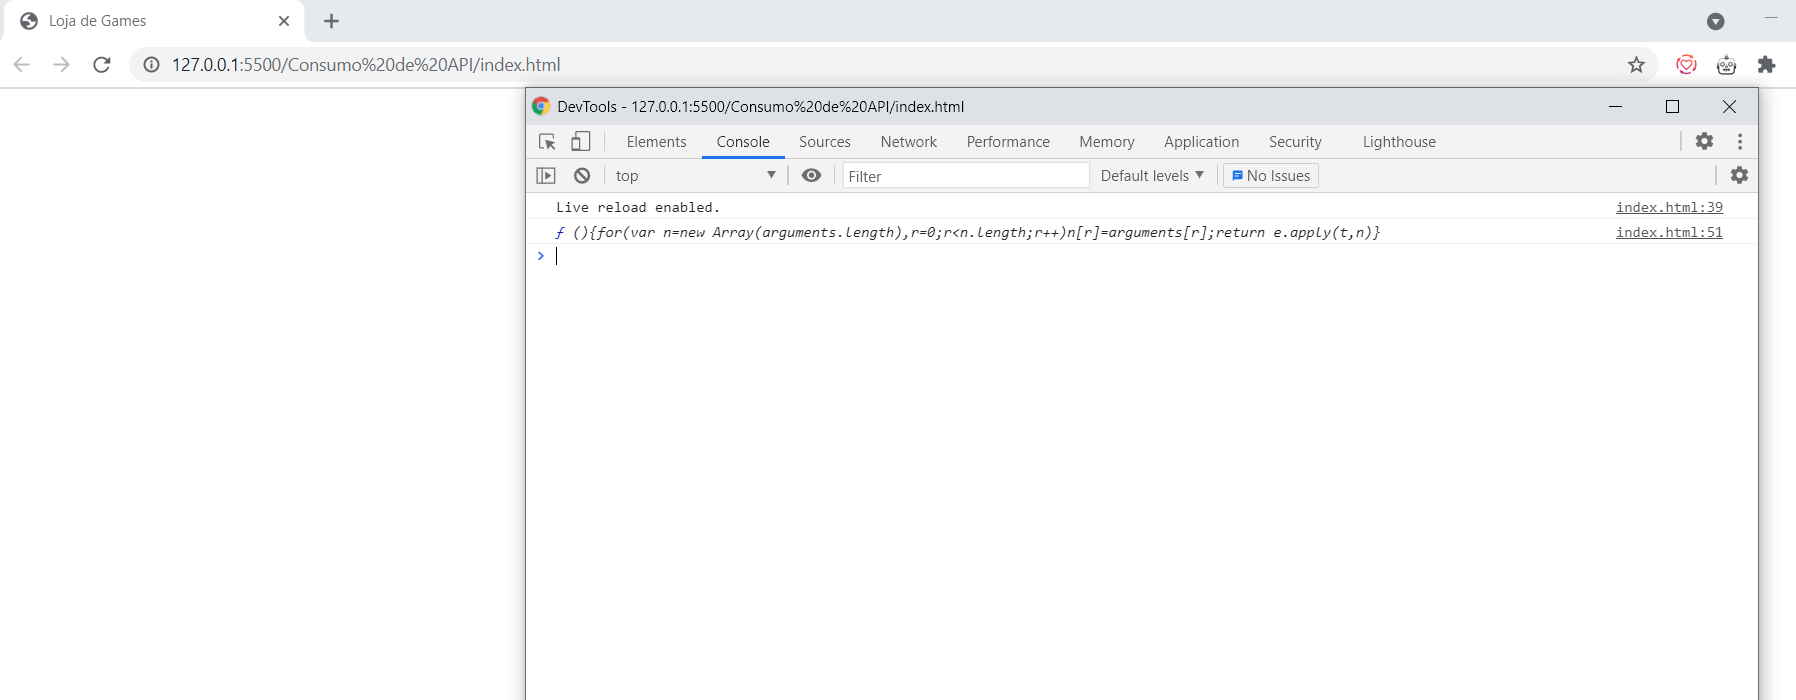 Loja de Games
127.0.0.1:5500/Consumo%20de%20API/index.html
DevTools - 127.0.0.1:5500/Consumo%20de%20API/index.html
Elements Console Sources Network Performance Memory Application Security Lighthouse
top Filter Default levels No Issues
Live reload enabled. index.html:39
ƒ (){for(var n=new Array(arguments.length),r=0;r<n.length;r++)n[r]=arguments[r];return e.apply(t,n)} index.html:51